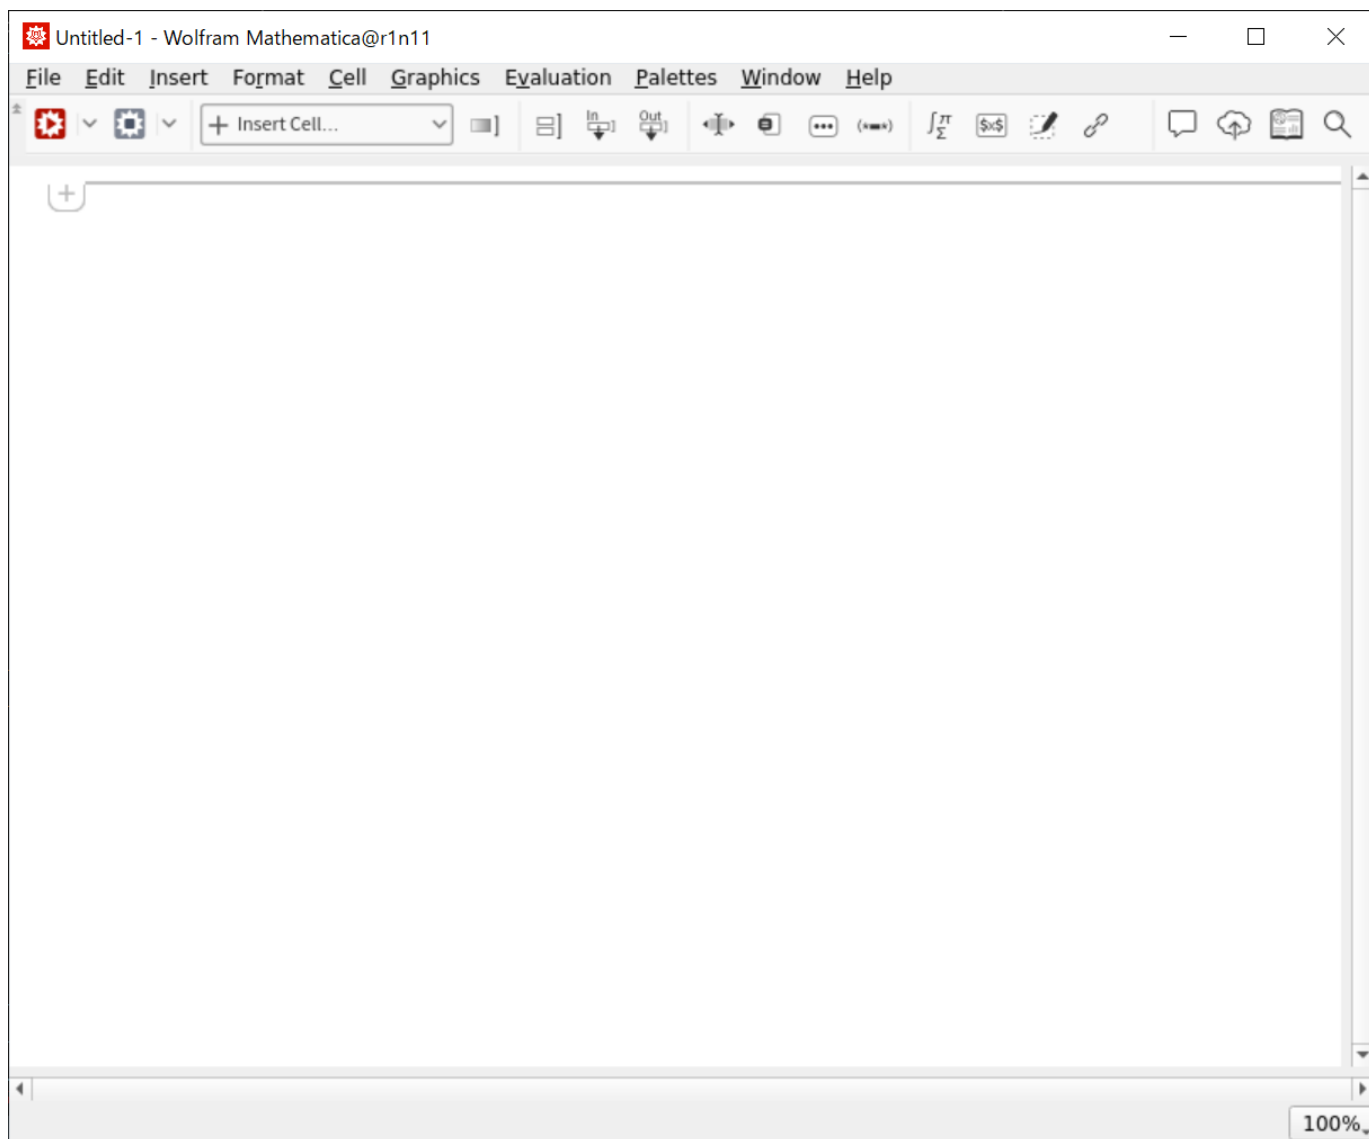 Untitled-1 - Wolfram Mathematica@r1n11
File Edit Insert Format Cell Graphics Evaluation Palettes Window Help
+ Insert Cell... In Out (*▬*) ∫π Σ $x$
+
100%